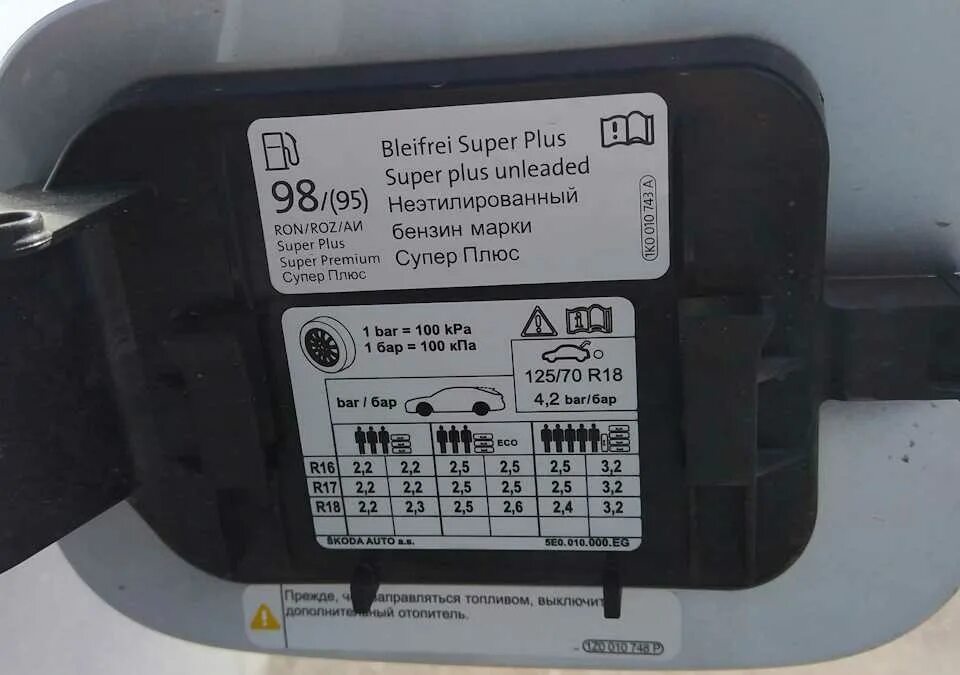 98/(95)
RON/ROZ/АИ
Super Plus
Super Premium
Супер Плюс
Bleifrei Super Plus
Super plus unleaded
Неэтилированный
бензин марки
Супер Плюс
1K0 010 743 A
1 bar = 100 kPa
1 бар = 100 кПа
125/70 R18
4,2 bar/бар
bar / бар
ECO
R16 2,2 2,2 2,5 2,5 2,5 3,2
R17 2,2 2,2 2,5 2,5 2,5 3,2
R18 2,2 2,3 2,5 2,6 2,4 3,2
ŠKODA AUTO a.s. 5E0.010.000.EG
Прежде, заправляться топливом, выключит
дополнительный отопитель.
1Z0 010 748 P